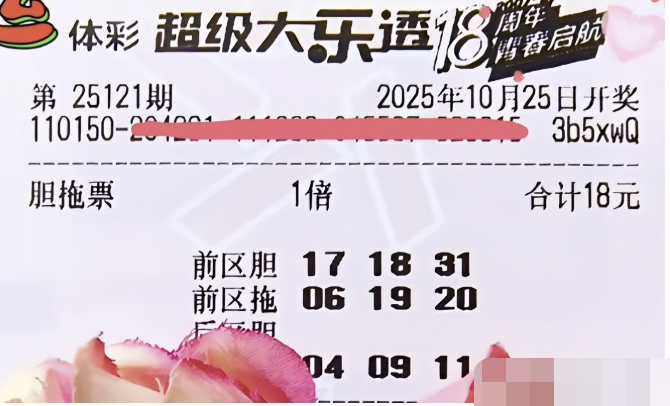 体彩 超级大乐透 18周年 青春启航
第 25121期 2025年10月25日开奖
110150- 3b5xwQ
胆拖票 1倍 合计18元
前区胆 17 18 31
前区拖 06 19 20
后区胆
04 09 11